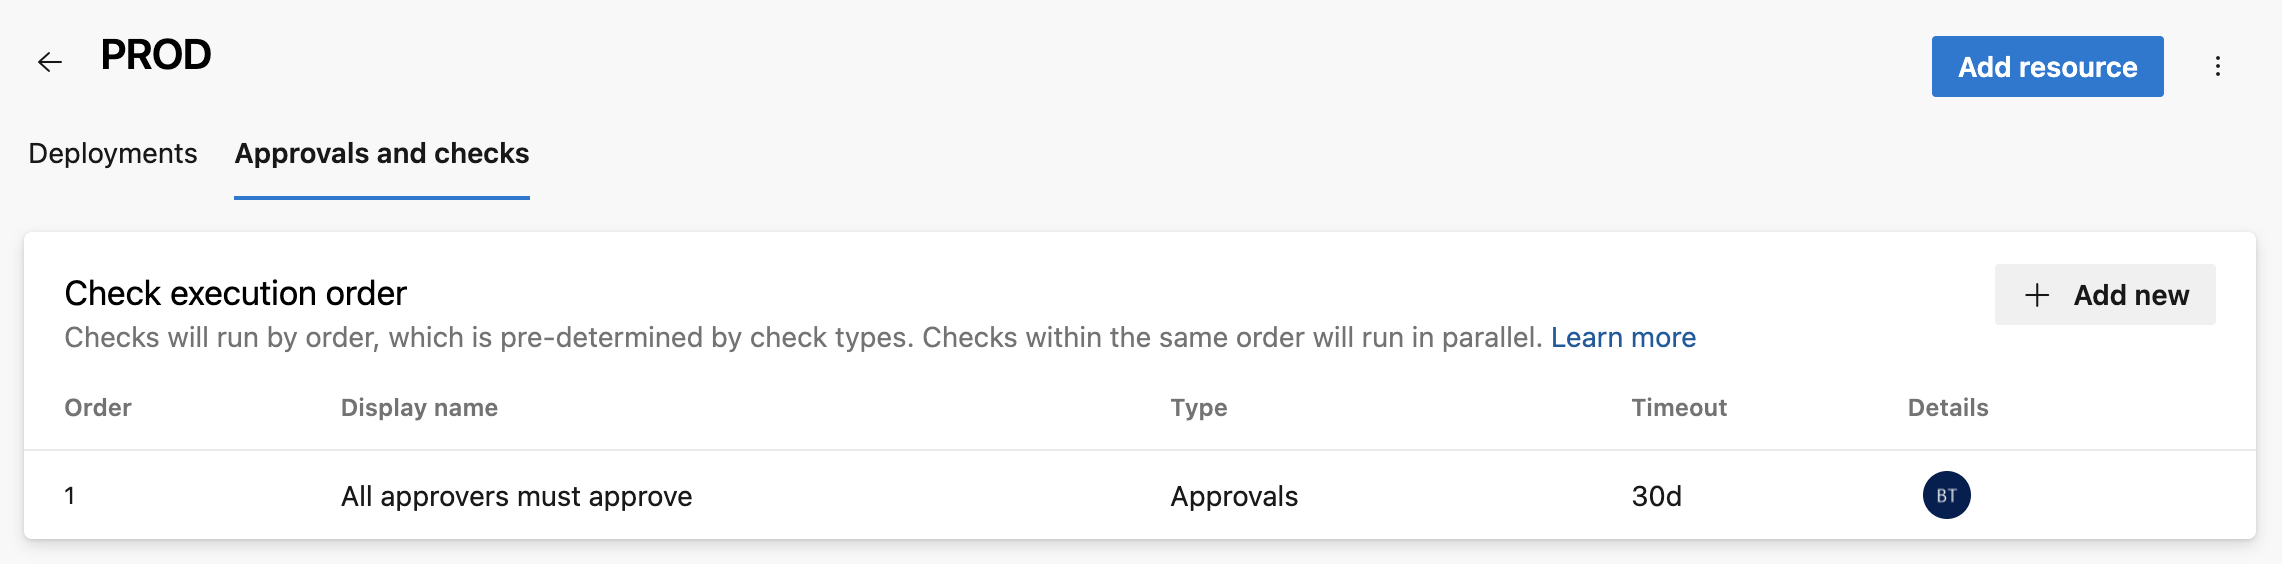 PROD
Add resource
Deployments Approvals and checks
Check execution order
Add new
Checks will run by order, which is pre-determined by check types. Checks within the same order will run in parallel. Learn more
Order Display name Type Timeout Details
1 All approvers must approve Approvals 30d BT